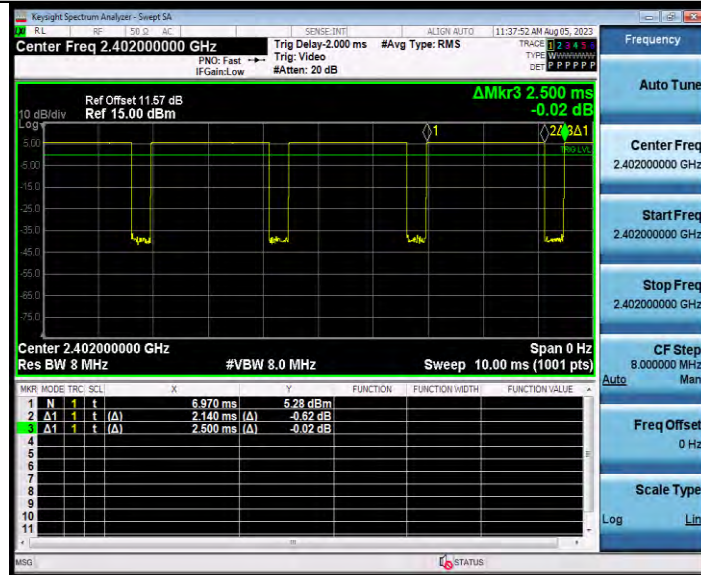 Keysight Spectrum Analyzer - Swept SA
RL RF 50 Ω AC SENSE:INT ALIGN AUTO 11:37:52 AM Aug 05, 2023
Center Freq 2.402000000 GHz
PNO: Fast
IFGain:Low
Trig Delay-2.000 ms
Trig: Video
#Atten: 20 dB
#Avg Type: RMS
TRACE 1 2 3 4 5 6
TYPE WWWWWW
DET P P P P P P
ΔMkr3 2.500 ms
-0.02 dB
Ref Offset 11.57 dB
10 dB/div Ref 15.00 dBm
Log
1 2Δ1 3Δ1
5.00
TRIG LVL
-5.00
-15.0
-25.0
-35.0
-45.0
-55.0
-65.0
-75.0
Center 2.402000000 GHz Span 0 Hz
Res BW 8 MHz #VBW 8.0 MHz Sweep 10.00 ms (1001 pts)
MKR MODE TRC SCL X Y FUNCTION FUNCTION WIDTH FUNCTION VALUE
1 N 1 t 6.970 ms 5.28 dBm
2 Δ1 1 t (Δ) 2.140 ms (Δ) -0.62 dB
3 Δ1 1 t (Δ) 2.500 ms (Δ) -0.02 dB
4
5
6
7
8
9
10
11
MSG STATUS
Frequency
Auto Tune
Center Freq
2.402000000 GHz
Start Freq
2.402000000 GHz
Stop Freq
2.402000000 GHz
CF Step
8.000000 MHz
Auto Man
Freq Offset
0 Hz
Scale Type
Log Lin